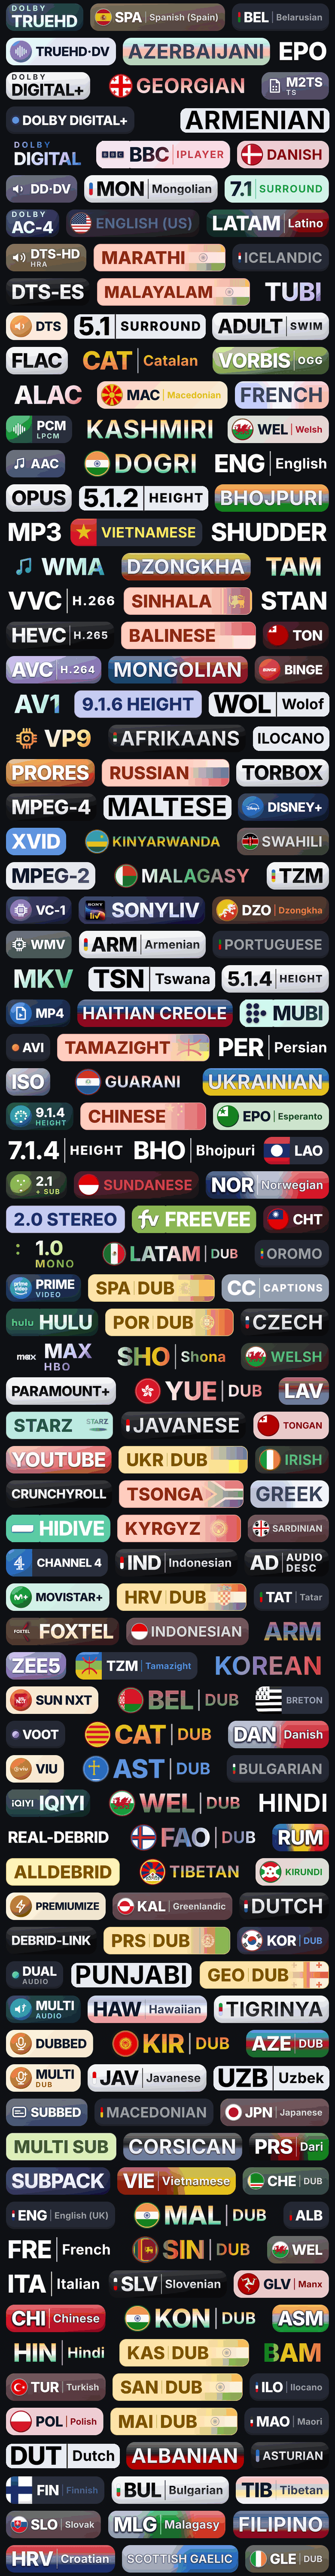 DOLBY TRUEHD SPA Spanish (Spain) BEL Belarusian
TRUEHD·DV AZERBAIJANI EPO
DOLBY DIGITAL+ GEORGIAN M2TS TS
DOLBY DIGITAL+ ARMENIAN
DOLBY DIGITAL BBC BBC IPLAYER DANISH
DD·DV MON Mongolian 7.1 SURROUND
DOLBY AC-4 ENGLISH (US) LATAM Latino
DTS-HD HRA MARATHI ICELANDIC
DTS-ES MALAYALAM TUBI
DTS 5.1 SURROUND ADULT SWIM
FLAC CAT Catalan VORBIS OGG
ALAC MAC Macedonian FRENCH
PCM LPCM KASHMIRI WEL Welsh
AAC DOGRI ENG English
OPUS 5.1.2 HEIGHT BHOJPURI
MP3 VIETNAMESE SHUDDER
WMA DZONGKHA TAM
VVC H.266 SINHALA STAN
HEVC H.265 BALINESE TON
AVC H.264 MONGOLIAN BINGE
AV1 9.1.6 HEIGHT WOL Wolof
VP9 AFRIKAANS ILOCANO
PRORES RUSSIAN TORBOX
MPEG-4 MALTESE DISNEY+
XVID KINYARWANDA SWAHILI
MPEG-2 MALAGASY TZM
VC-1 SONY liv SONYLIV DZO Dzongkha
WMV ARM Armenian PORTUGUESE
MKV TSN Tswana 5.1.4 HEIGHT
MP4 HAITIAN CREOLE MUBI
AVI TAMAZIGHT PER Persian
ISO GUARANI UKRAINIAN
9.1.4 HEIGHT CHINESE EPO Esperanto
7.1.4 HEIGHT BHO Bhojpuri LAO
2.1 + SUB SUNDANESE NOR Norwegian
2.0 STEREO fv FREEVEE CHT
1.0 MONO LATAM DUB OROMO
prime video PRIME VIDEO SPA DUB CC CAPTIONS
hulu HULU POR DUB CZECH
max MAX HBO SHO Shona WELSH
PARAMOUNT+ YUE DUB LAV
STARZ STARZ JAVANESE TONGAN
YOUTUBE UKR DUB IRISH
CRUNCHYROLL TSONGA GREEK
HIDIVE KYRGYZ SARDINIAN
4 CHANNEL 4 IND Indonesian AD AUDIO DESC
M+ MOVISTAR+ HRV DUB TAT Tatar
FOXTEL FOXTEL INDONESIAN ARM
ZEE5 TZM Tamazight KOREAN
SUN NXT BEL DUB BRETON
VOOT CAT DUB DAN Danish
viu VIU AST DUB BULGARIAN
iQIYI IQIYI WEL DUB HINDI
REAL-DEBRID FAO DUB RUM
ALLDEBRID TIBETAN KIRUNDI
PREMIUMIZE KAL Greenlandic DUTCH
DEBRID-LINK PRS DUB KOR DUB
DUAL AUDIO PUNJABI GEO DUB
MULTI AUDIO HAW Hawaiian TIGRINYA
DUBBED KIR DUB AZE DUB
MULTI DUB JAV Javanese UZB Uzbek
SUBBED MACEDONIAN JPN Japanese
MULTI SUB CORSICAN PRS Dari
SUBPACK VIE Vietnamese CHE DUB
ENG English (UK) MAL DUB ALB
FRE French SIN DUB WEL
ITA Italian SLV Slovenian GLV Manx
CHI Chinese KON DUB ASM
HIN Hindi KAS DUB BAM
TUR Turkish SAN DUB ILO Ilocano
POL Polish MAI DUB MAO Maori
DUT Dutch ALBANIAN ASTURIAN
FIN Finnish BUL Bulgarian TIB Tibetan
SLO Slovak MLG Malagasy FILIPINO
HRV Croatian SCOTTISH GAELIC GLE DUB